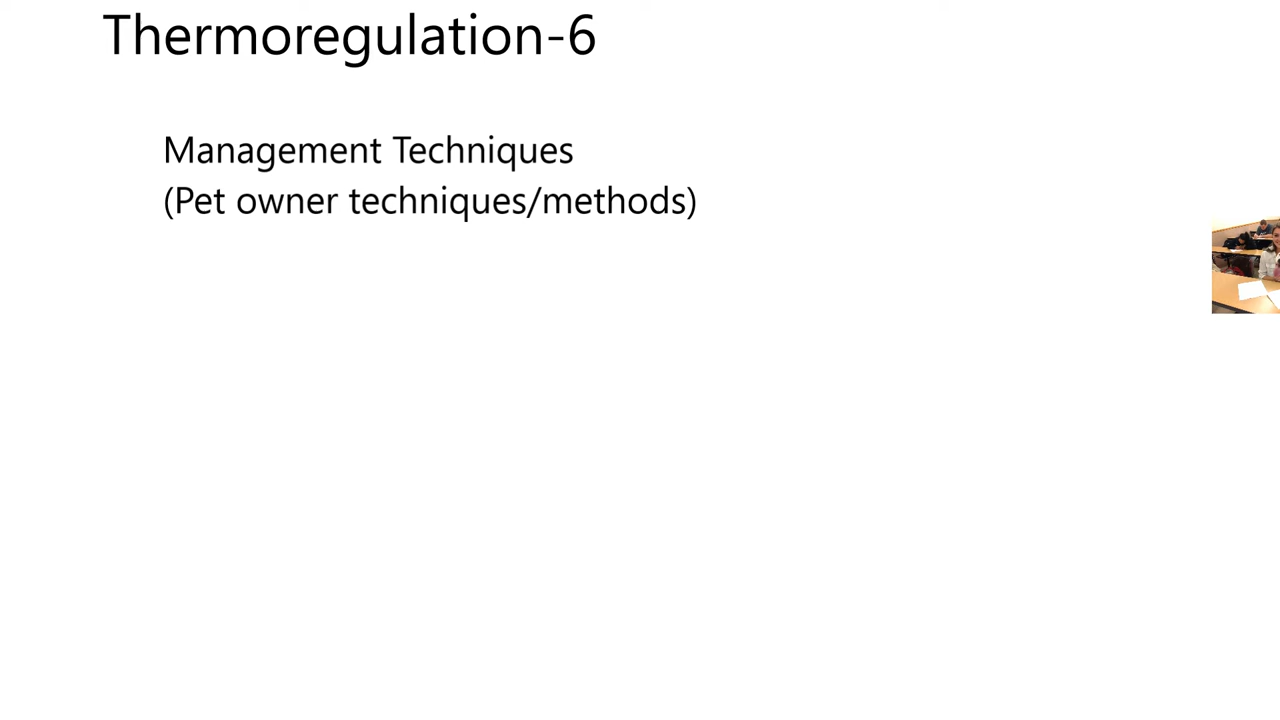 Thermoregulation-6
Management Techniques
(Pet owner techniques/methods)